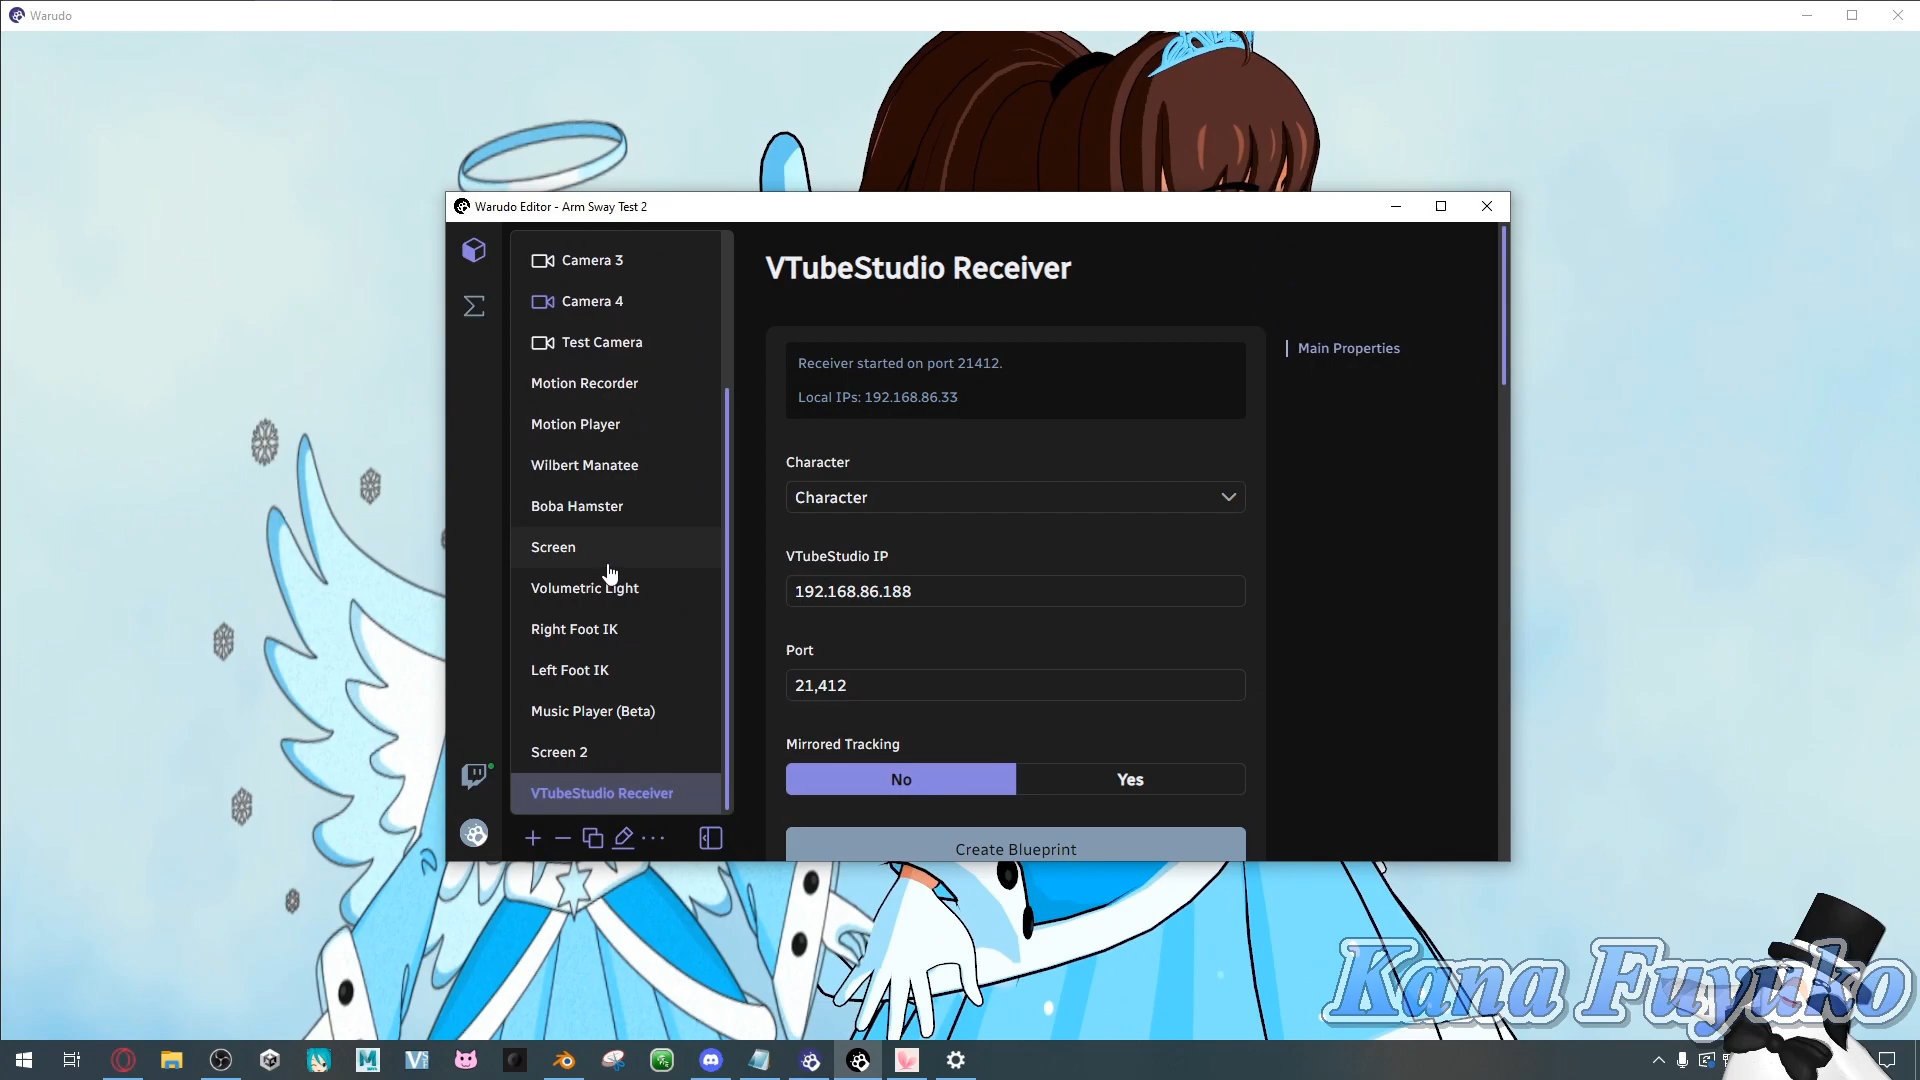 Warudo
Warudo Editor - Arm Sway Test 2
Camera 3
Camera 4
Test Camera
Motion Recorder
Motion Player
Wilbert Manatee
Boba Hamster
Screen
Volumetric Light
Right Foot IK
Left Foot IK
Music Player (Beta)
Screen 2
VTubeStudio Receiver
VTubeStudio Receiver
Receiver started on port 21412.
Local IPs: 192.168.86.33
Character
Character
VTubeStudio IP
192.168.86.188
Port
21,412
Mirrored Tracking
No
Yes
Create Blueprint
Main Properties
Kana Fuyuko